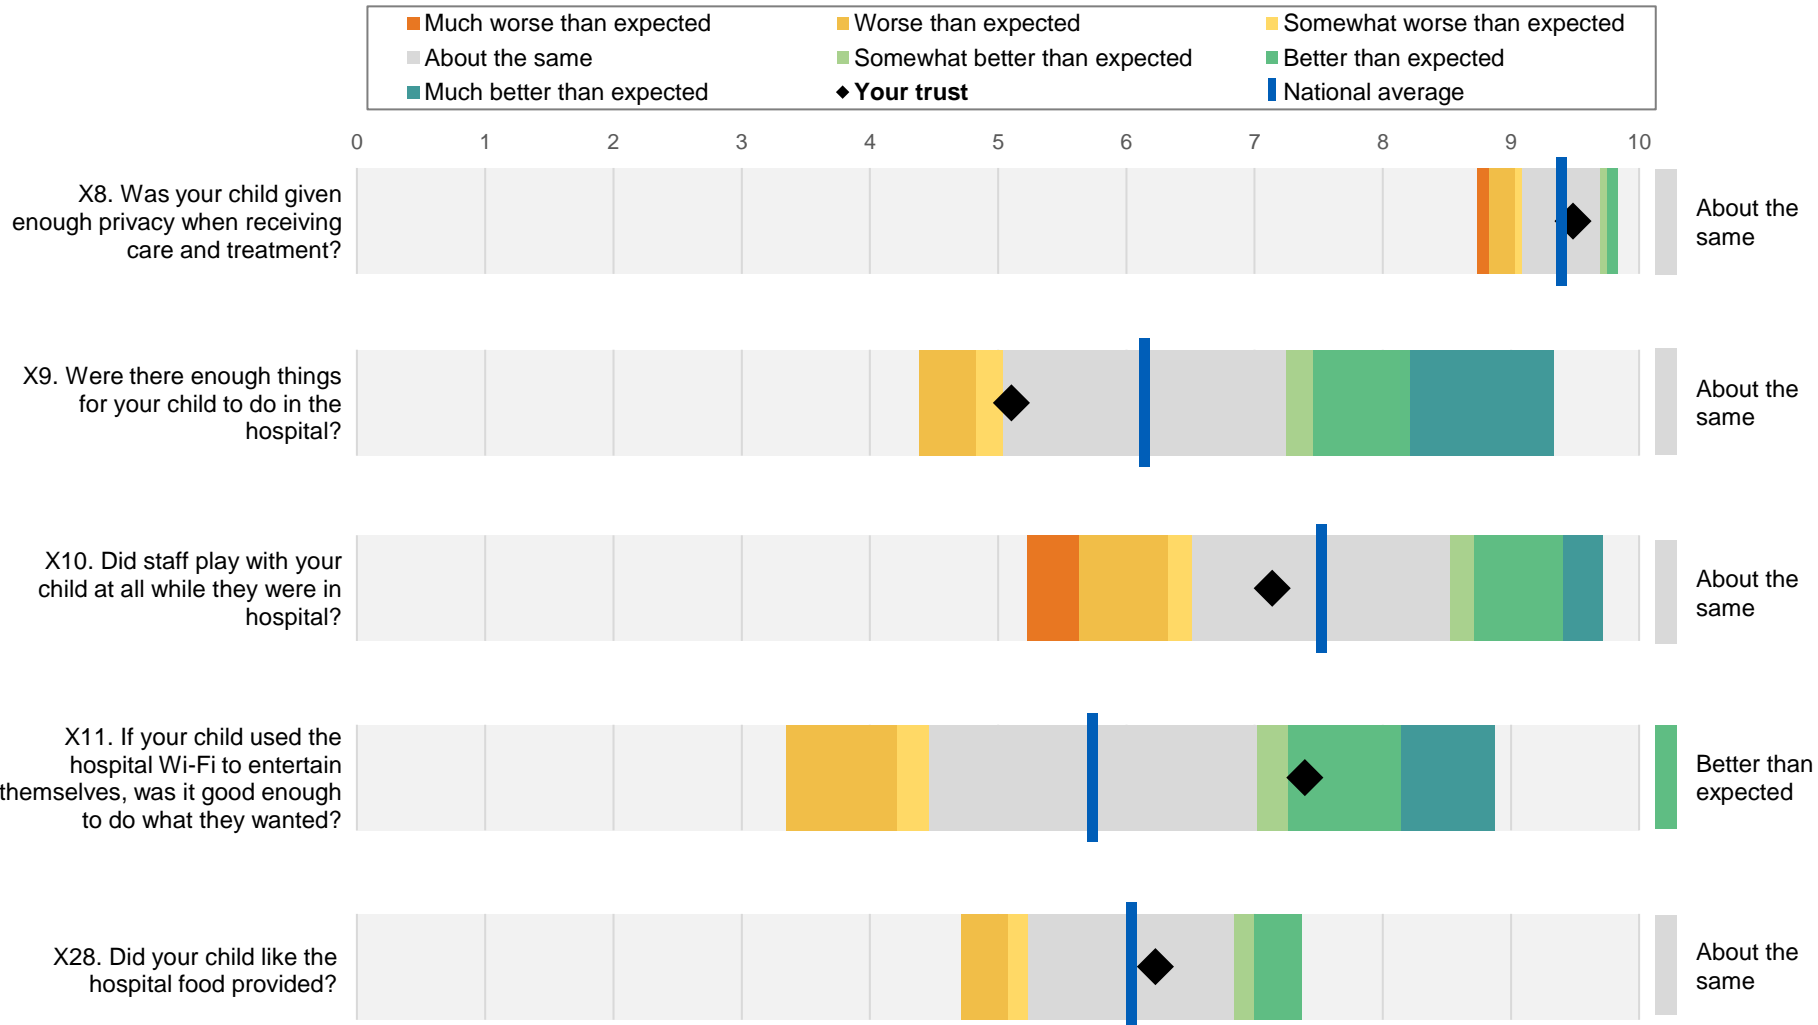 Much worse than expected
Worse than expected
Somewhat worse than expected
About the same
Somewhat better than expected
Better than expected
Much better than expected
Your trust
National average
0 1 2 3 4 5 6 7 8 9 10
X8. Was your child given
enough privacy when receiving
care and treatment?
About the
same
X9. Were there enough things
for your child to do in the
hospital?
About the
same
X10. Did staff play with your
child at all while they were in
hospital?
About the
same
X11. If your child used the
hospital Wi-Fi to entertain
themselves, was it good enough
to do what they wanted?
Better than
expected
X28. Did your child like the
hospital food provided?
About the
same